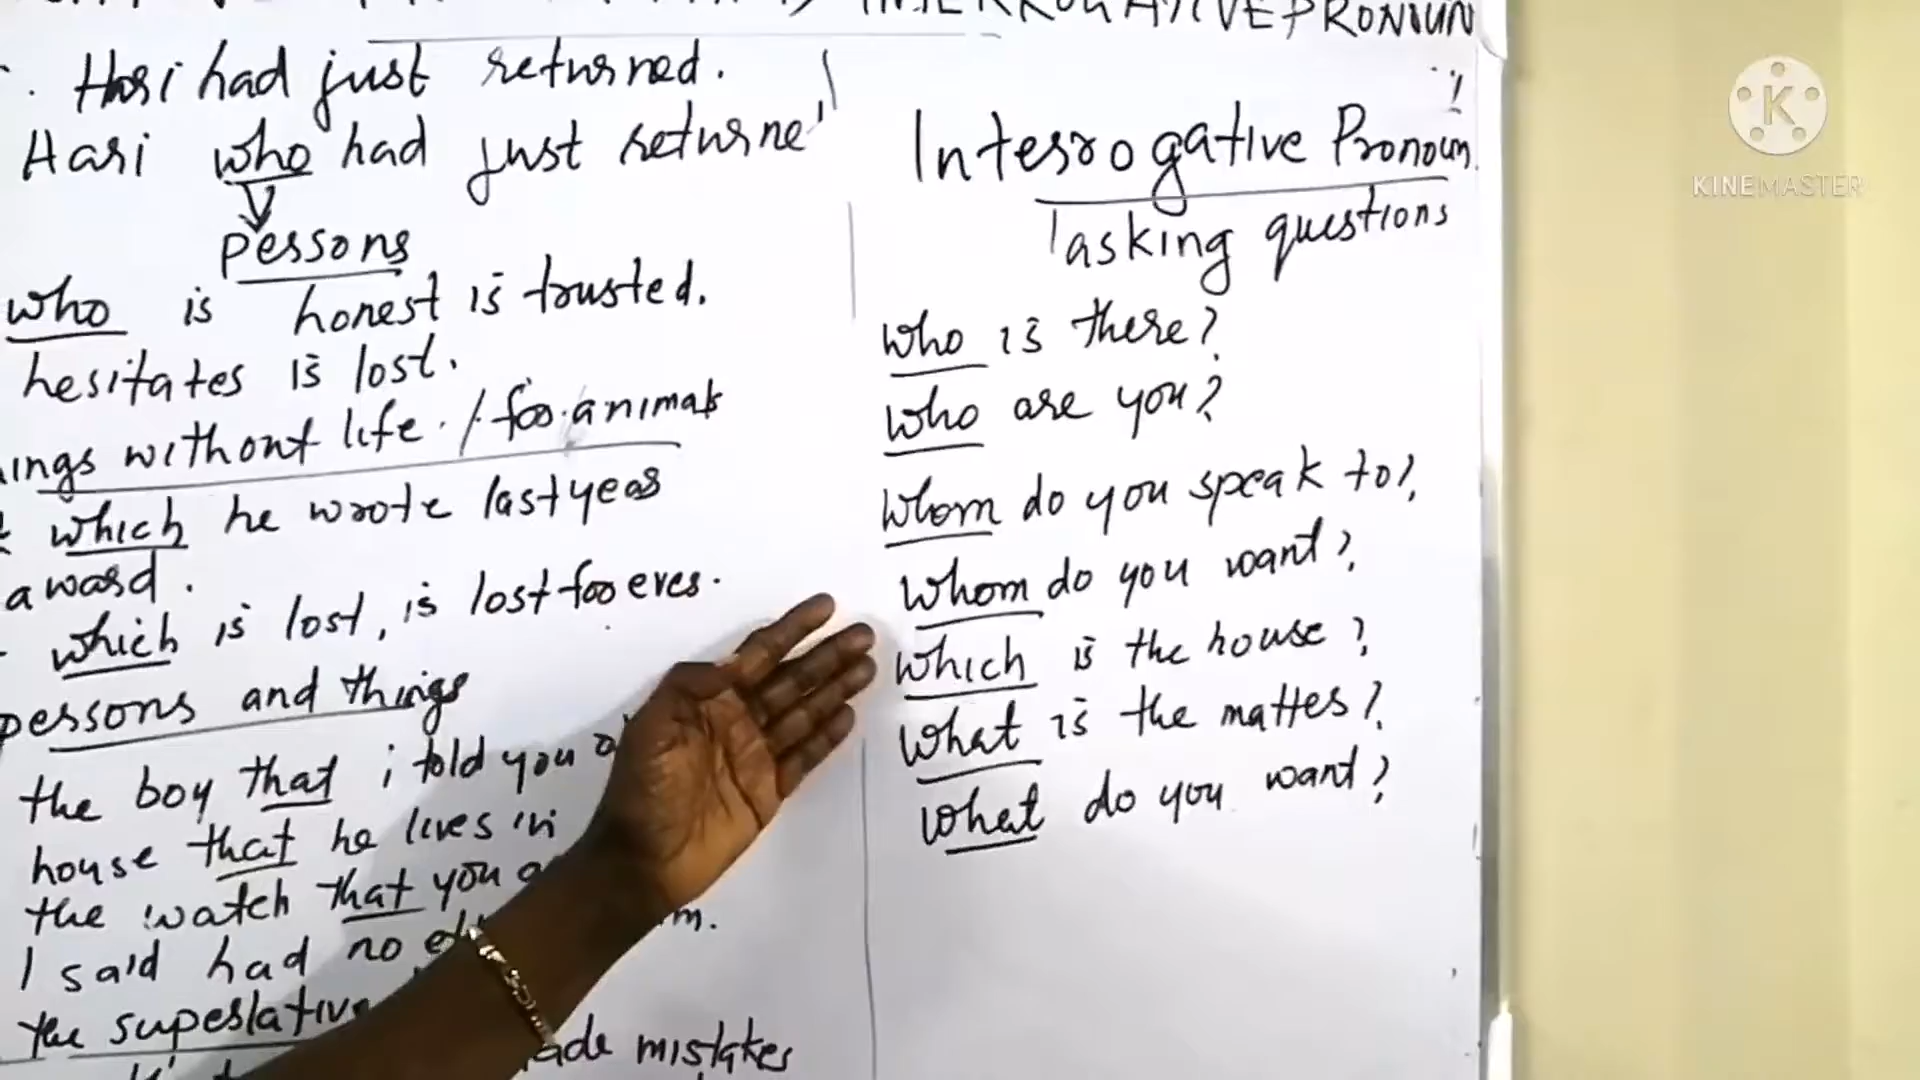 INTERROGATIVE PRONOUN
Hari had just returned.
Hari who had just returne
persons
who is honest is trusted.
hesitates is lost.
ings without life. / for animals
which he wrote last year
award.
which is lost, is lost for ever.
persons and things
the boy that i told you
house that he lives in
the watch that you
I said had no
the superlative
ade mistakes
Interrogative Pronoun
asking questions
Who is there?
Who are you?
Whom do you speak to?
Whom do you want?
Which is the house?
What is the matter?
What do you want?
K
KINEMASTER